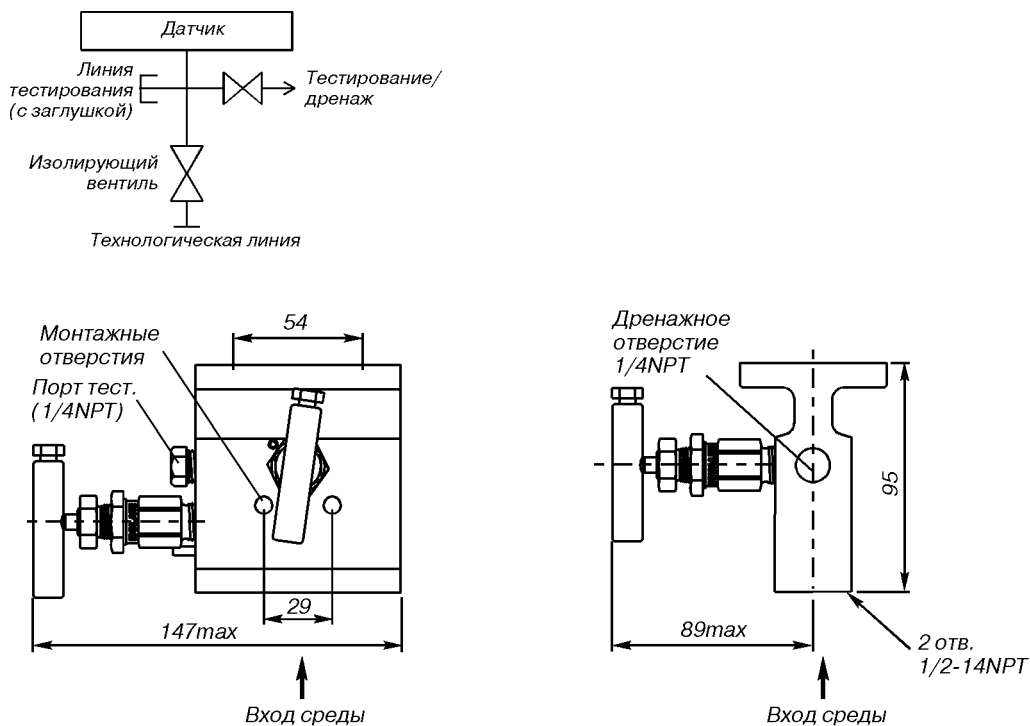 Датчик
Линия
тестирования
(с заглушкой)
Тестирование/
дренаж
Изолирующий
вентиль
Технологическая линия
Монтажные
отверстия
Порт тест.
(1/4NPT)
54
29
147max
Вход среды
Дренажное
отверстие
1/4NPT
95
89max
2 отв.
1/2-14NPT
Вход среды